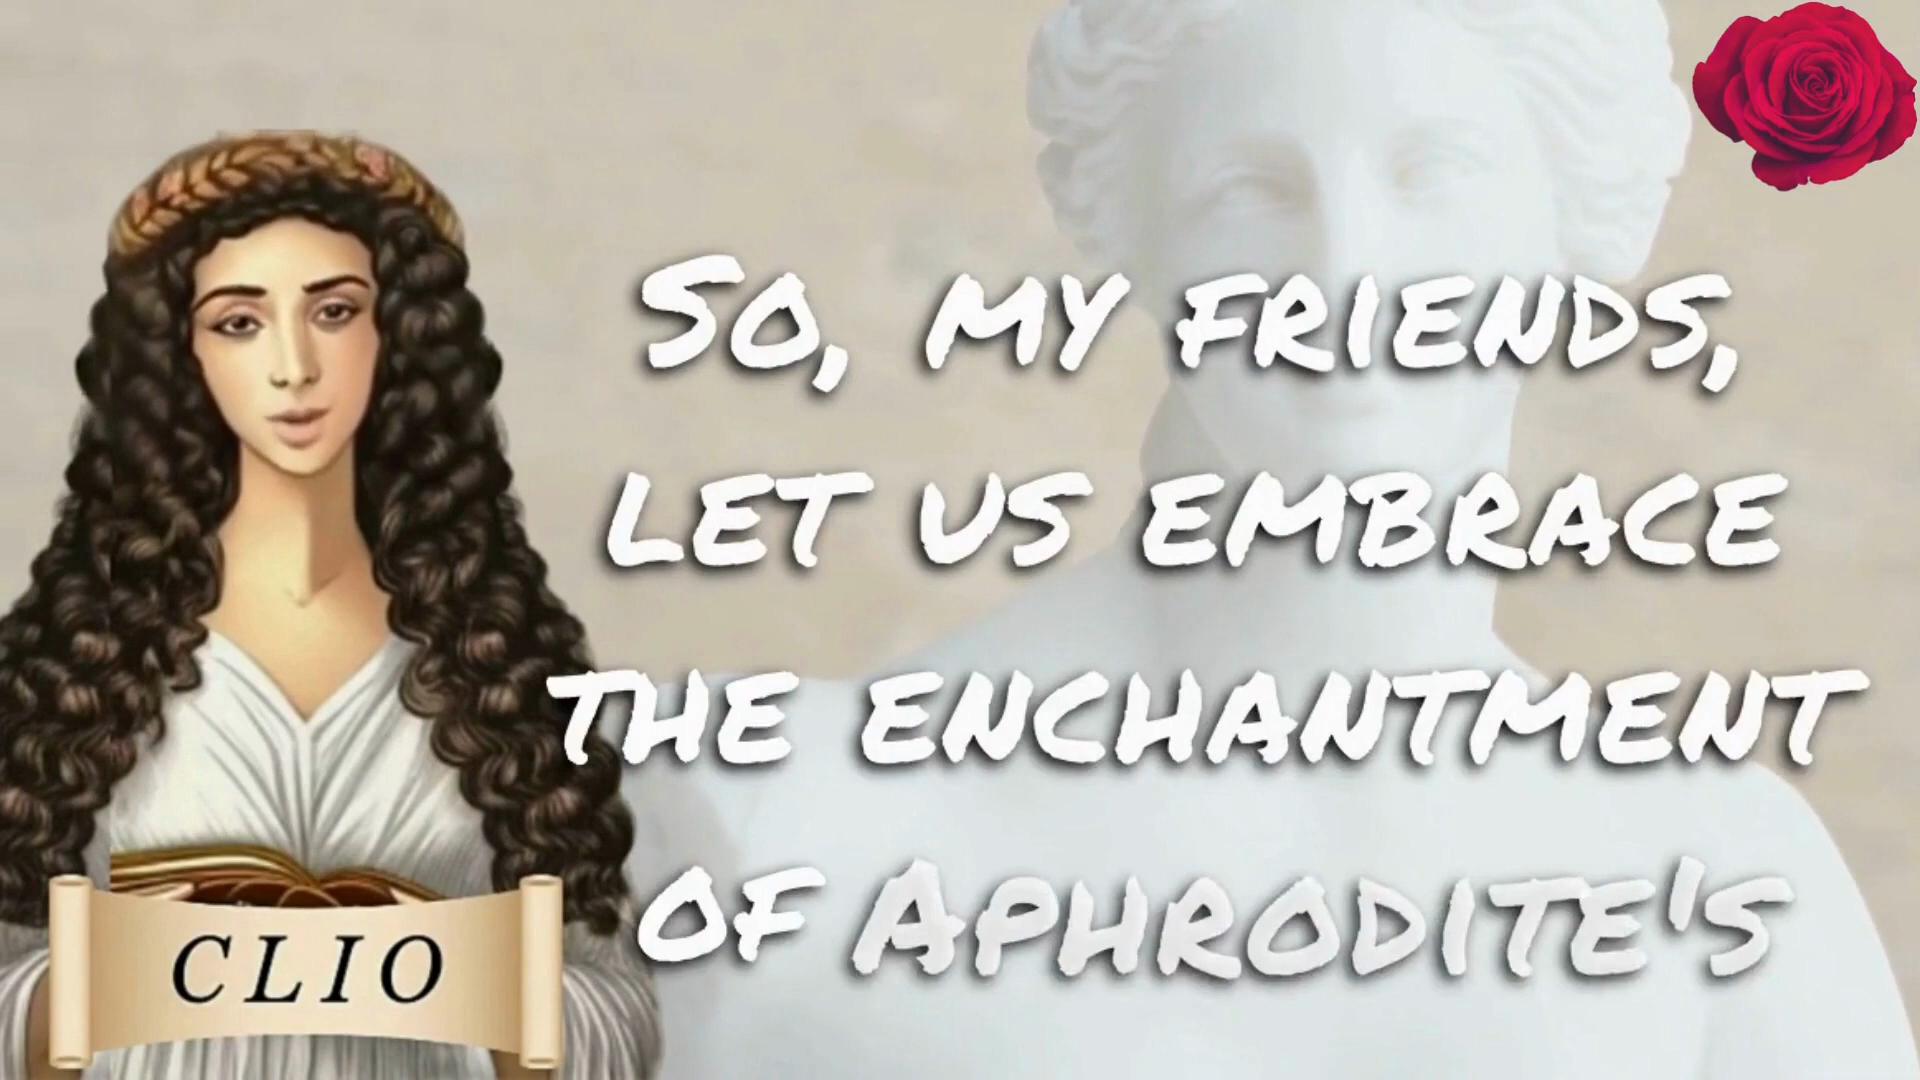 So, my friends,
let us embrace
the enchantment
of Aphrodite's
CLIO